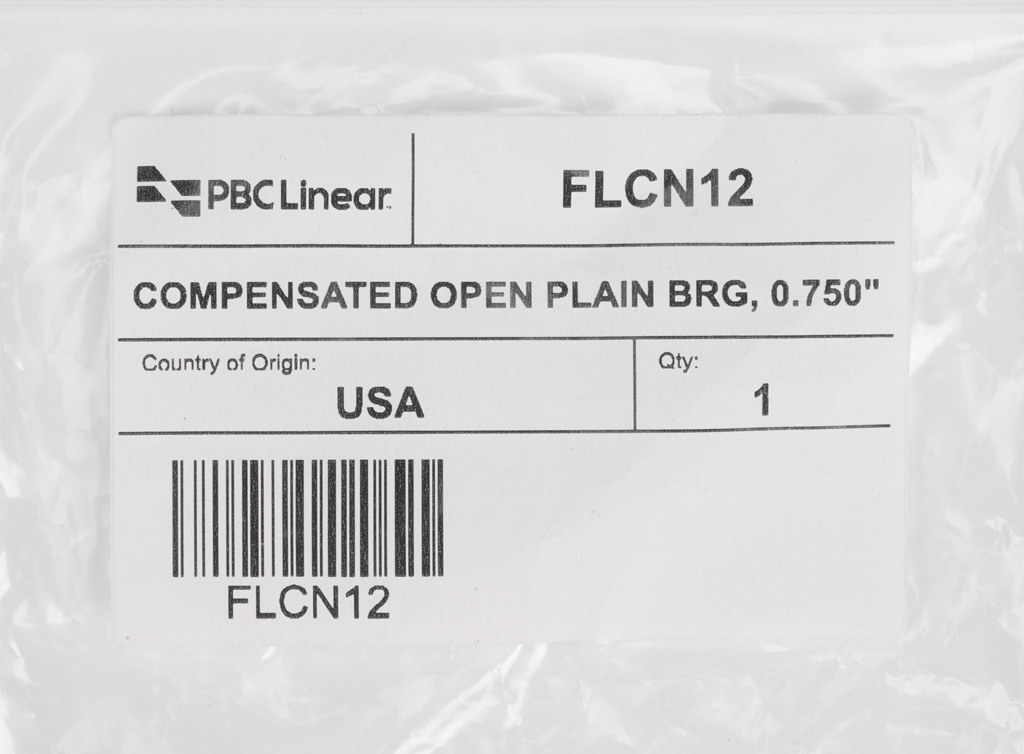 PBC Linear
FLCN12
COMPENSATED OPEN PLAIN BRG, 0.750"
Country of Origin:
USA
Qty:
1
FLCN12